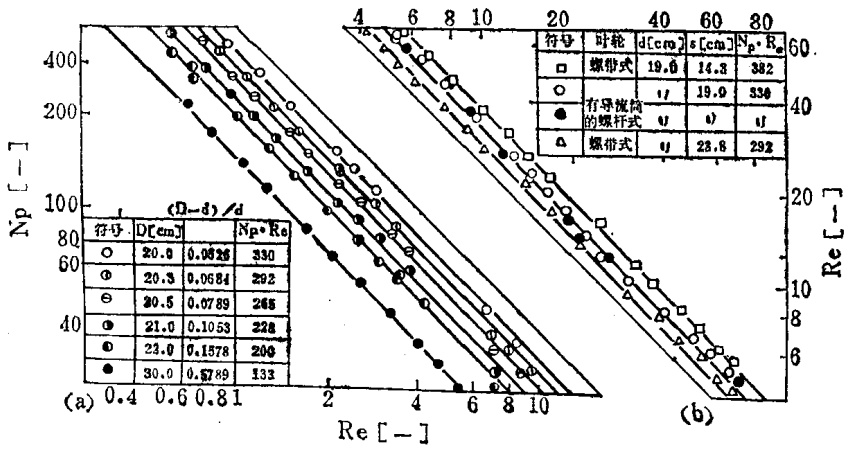 4 6 8 10 20 40 60 80
符号 叶轮 d[cm] s[cm] Np·Re
□ 螺带式 19.0 14.3 382
○ 〃 19.0 330
● 有导流筒的螺杆式 〃 〃 〃
△ 螺带式 〃 23.8 292
60
40
20
10
8
6
Re [—]
400
200
100
80
60
40
Np [—]
(D-d)/d
符号 D[cm] Np·Re
20.0 0.0526 330
20.3 0.0684 292
20.5 0.0789 265
21.0 0.1053 228
0.1578 200
30.0 0.5789 133
(a) 0.4 0.6 0.8 1 2 4 6 8 10 (b)
Re [—]